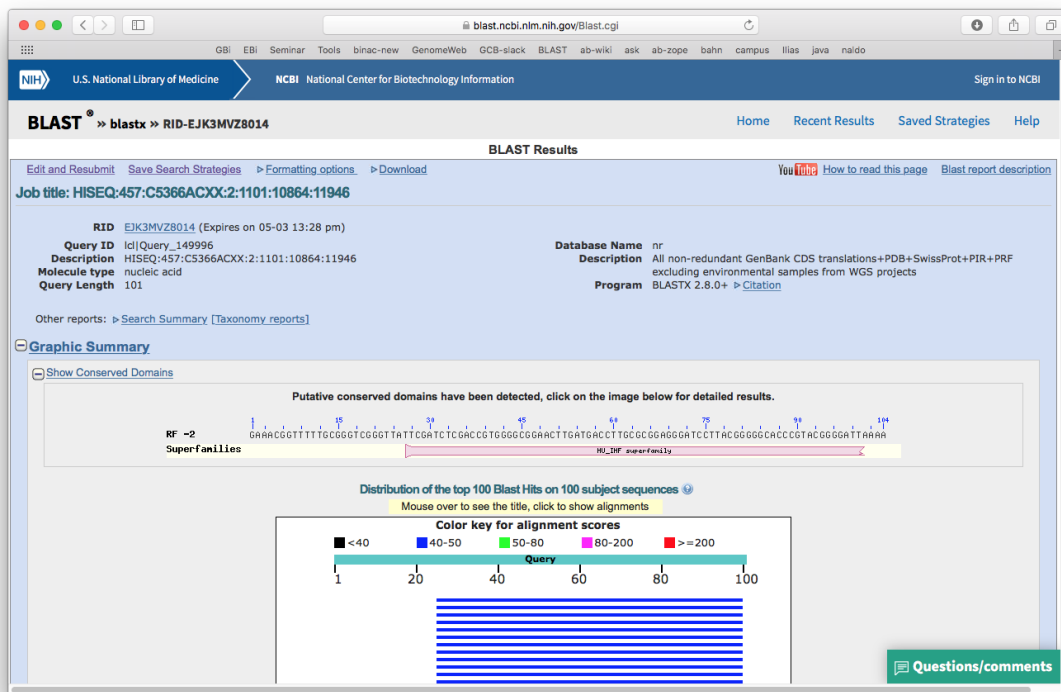 blast.ncbi.nlm.nih.gov/Blast.cgi
GBi EBi Seminar Tools binac-new GenomeWeb GCB-slack BLAST ab-wiki ask ab-zope bahn campus Ilias java naldo
NIH U.S. National Library of Medicine NCBI National Center for Biotechnology Information Sign in to NCBI
BLAST ® » blastx » RID-EJK3MVZ8014 Home Recent Results Saved Strategies Help
BLAST Results
Edit and Resubmit Save Search Strategies Formatting options Download YouTube How to read this page Blast report description
Job title: HISEQ:457:C5366ACXX:2:1101:10864:11946
RID EJK3MVZ8014 (Expires on 05-03 13:28 pm)
Query ID lcl|Query_149996 Database Name nr
Description HISEQ:457:C5366ACXX:2:1101:10864:11946 Description All non-redundant GenBank CDS translations+PDB+SwissProt+PIR+PRF
Molecule type nucleic acid excluding environmental samples from WGS projects
Query Length 101 Program BLASTX 2.8.0+ Citation
Other reports: Search Summary [Taxonomy reports]
Graphic Summary
Show Conserved Domains
Putative conserved domains have been detected, click on the image below for detailed results.
1 15 30 45 60 75 90 104
RF -2 GAAACGGTTTTTGCGGGTCGGGTTATTCGATCTCGACCGTGGGGCGGAACTTGATGACCTTGCGCGGAGGGATCCTTACGGGGGCACCCGTACGGGGATTAAAA
Superfamilies HU_IHF superfamily
Distribution of the top 100 Blast Hits on 100 subject sequences
Mouse over to see the title, click to show alignments
Color key for alignment scores
<40 40-50 50-80 80-200 >=200
Query
1 20 40 60 80 100
Questions/comments